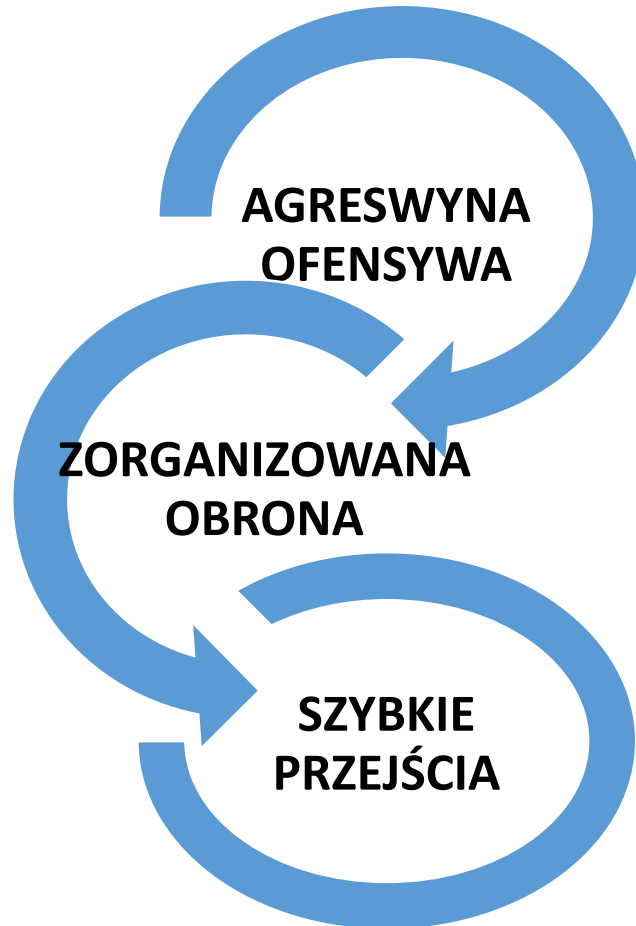 AGRESWYNA
OFENSYWA
ZORGANIZOWANA
OBRONA
SZYBKIE
PRZEJŚCIA